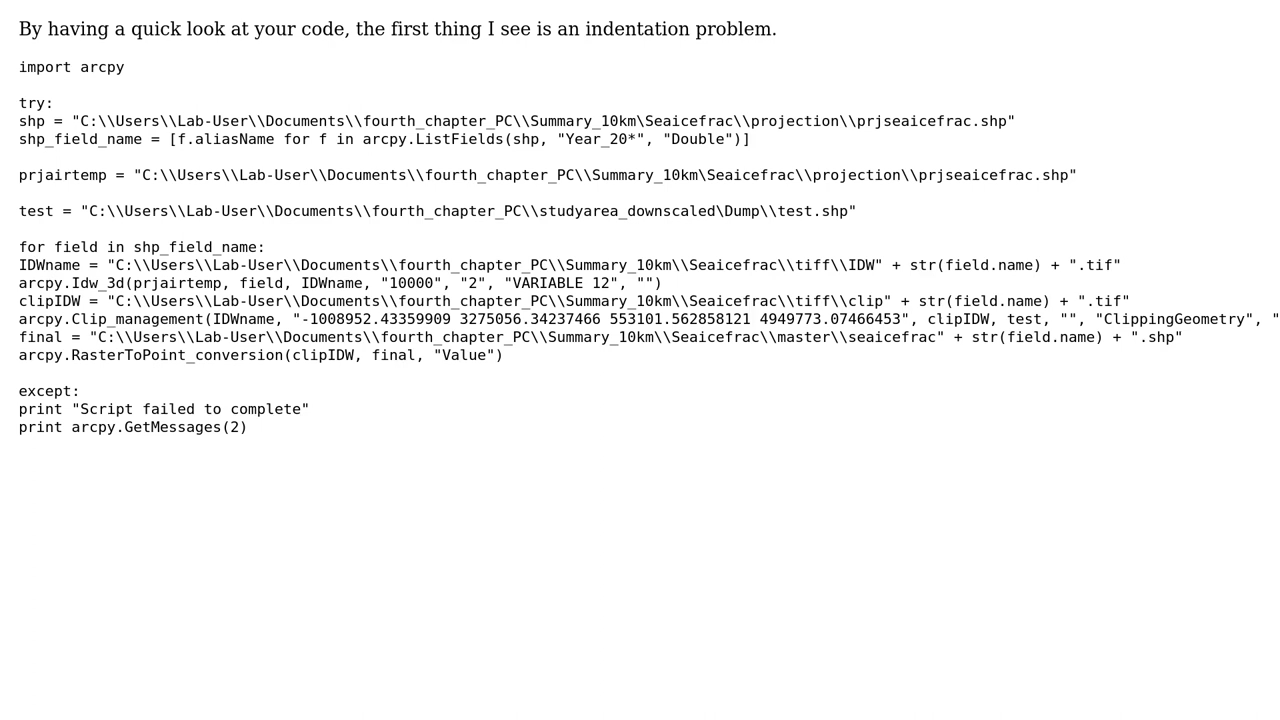 By having a quick look at your code, the first thing I see is an indentation problem.
import arcpy
try:
shp = "C:\\Users\\Lab-User\\Documents\\fourth_chapter_PC\\Summary_10km\Seaicefrac\\projection\\prjseaicefrac.shp"
shp_field_name = [f.aliasName for f in arcpy.ListFields(shp, "Year_20*", "Double")]
prjairtemp = "C:\\Users\\Lab-User\\Documents\\fourth_chapter_PC\\Summary_10km\Seaicefrac\\projection\\prjseaicefrac.shp"
test = "C:\\Users\\Lab-User\\Documents\\fourth_chapter_PC\\studyarea_downscaled\Dump\\test.shp"
for field in shp_field_name:
IDWname = "C:\\Users\\Lab-User\\Documents\\fourth_chapter_PC\\Summary_10km\\Seaicefrac\\tiff\\IDW" + str(field.name) + ".tif"
arcpy.Idw_3d(prjairtemp, field, IDWname, "10000", "2", "VARIABLE 12", "")
clipIDW = "C:\\Users\\Lab-User\\Documents\\fourth_chapter_PC\\Summary_10km\\Seaicefrac\\tiff\\clip" + str(field.name) + ".tif"
arcpy.Clip_management(IDWname, "-1008952.43359909 3275056.34237466 553101.562858121 4949773.07466453", clipIDW, test, "", "ClippingGeometry", "
final = "C:\\Users\\Lab-User\\Documents\\fourth_chapter_PC\\Summary_10km\\Seaicefrac\\master\\seaicefrac" + str(field.name) + ".shp"
arcpy.RasterToPoint_conversion(clipIDW, final, "Value")
except:
print "Script failed to complete"
print arcpy.GetMessages(2)